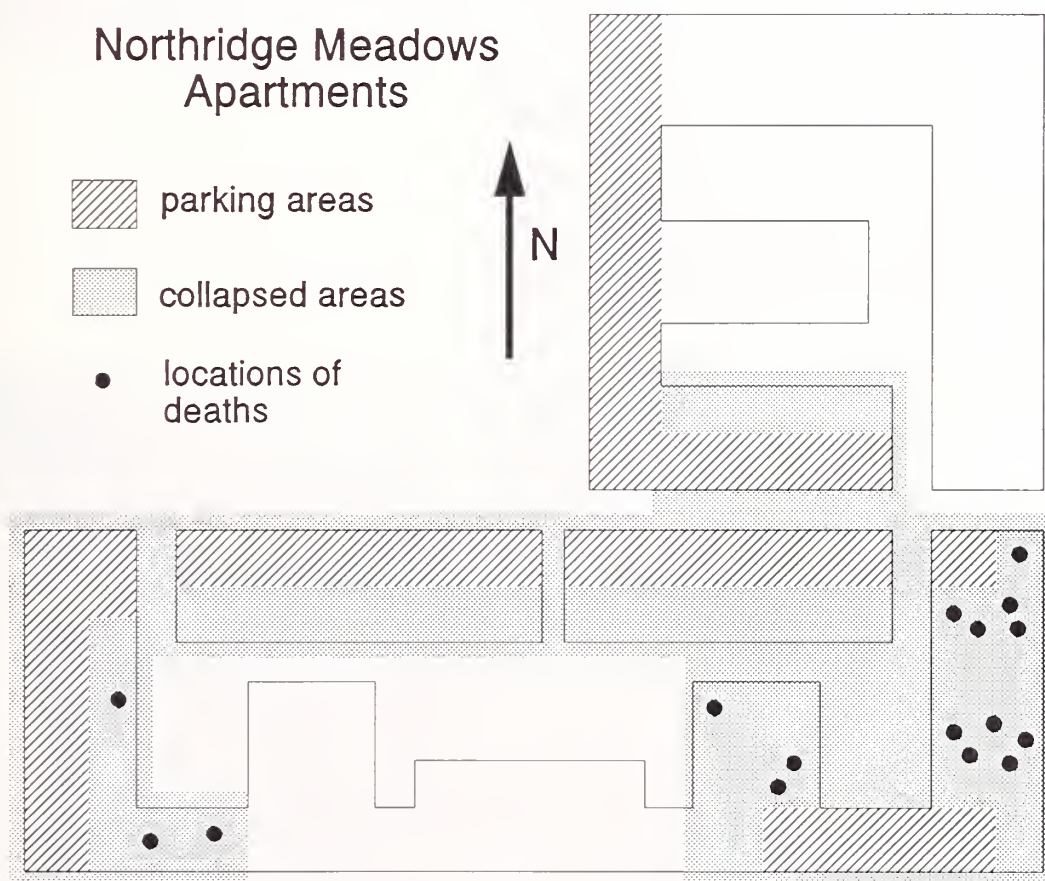 Northridge Meadows
Apartments
parking areas
N
collapsed areas
locations of
deaths